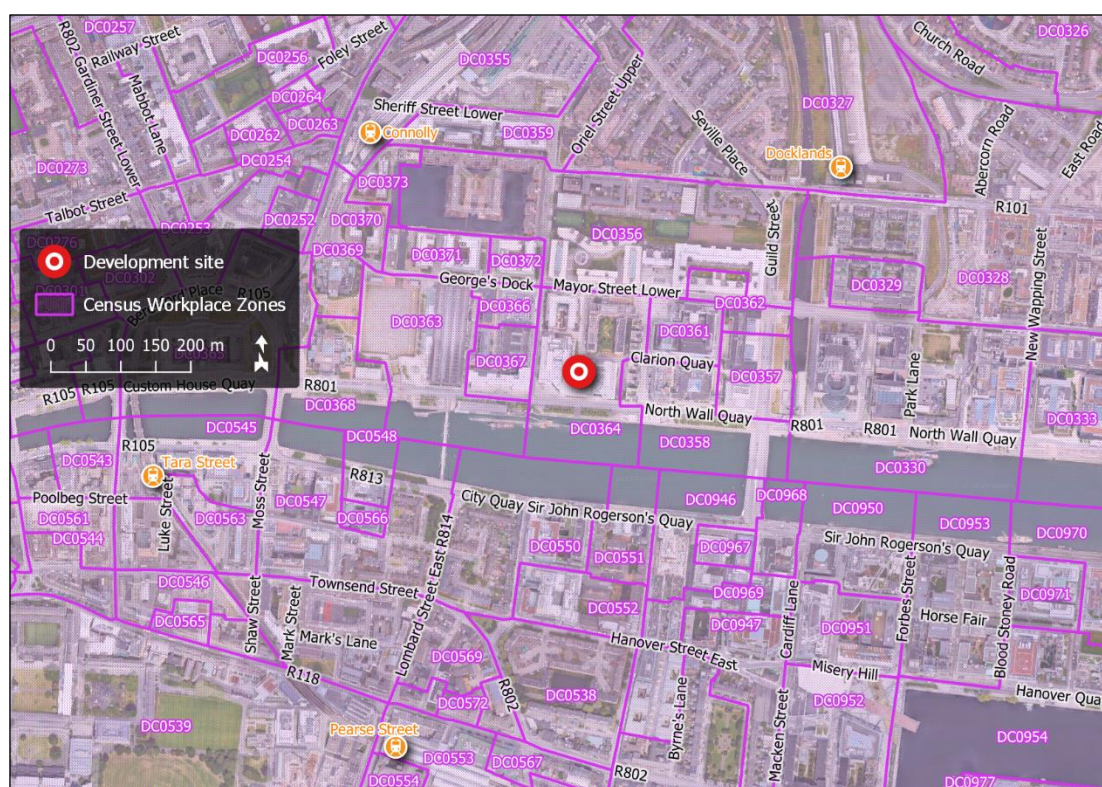 DC0257
Railway Street
R802 Gardiner Street Lower
Mabbot Lane
DC0256
Foley Street
DC0355
DC0326
Church Road
DC0264
DC0263
DC0262
Sheriff Street Lower
DC0359
Oriel Street Upper
Seville Place
DC0327
Abercorn Road
East Road
Connolly
Docklands
DC0273
DC0254
DC0373
Talbot Street
DC0253
DC0252
DC0370
DC0356
Guild Street
R101
New Wapping Street
DC0276
DC0369
DC0371
DC0372
George's Dock
Mayor Street Lower
DC0328
DC0329
Development site
Census Workplace Zones
0 50 100 150 200 m
DC0302
R105
DC0366
DC0362
DC0363
DC0361
DC0367
Clarion Quay
DC0357
Park Lane
R105
R105
Custom House Quay
R801
DC0368
DC0364
North Wall Quay
DC0358
R801
R801
North Wall Quay
DC0333
DC0545
DC0548
DC0330
DC0543
R105
Tara Street
Moss Street
R813
Poolbeg Street
Luke Street
DC0561
DC0563
DC0547
DC0566
DC0544
R814
City Quay
Sir John Rogerson's Quay
DC0946
DC0968
DC0950
DC0953
DC0970
DC0550
DC0551
DC0967
Sir John Rogerson's Quay
DC0546
Townsend Street
Lombard Street East
DC0552
DC0969
DC0947
Cardiff Lane
DC0951
Forbes Street
Horse Fair
Blood Stoney Road
DC0971
DC0565
Shaw Street
Mark Street
Mark's Lane
DC0569
Hanover Street East
Misery Hill
R118
DC0572
R802
DC0538
Byrne's Lane
Macken Street
DC0952
Hanover Qua
DC0539
Pearse Street
DC0553
DC0567
R802
DC0554
DC0954
DC0977